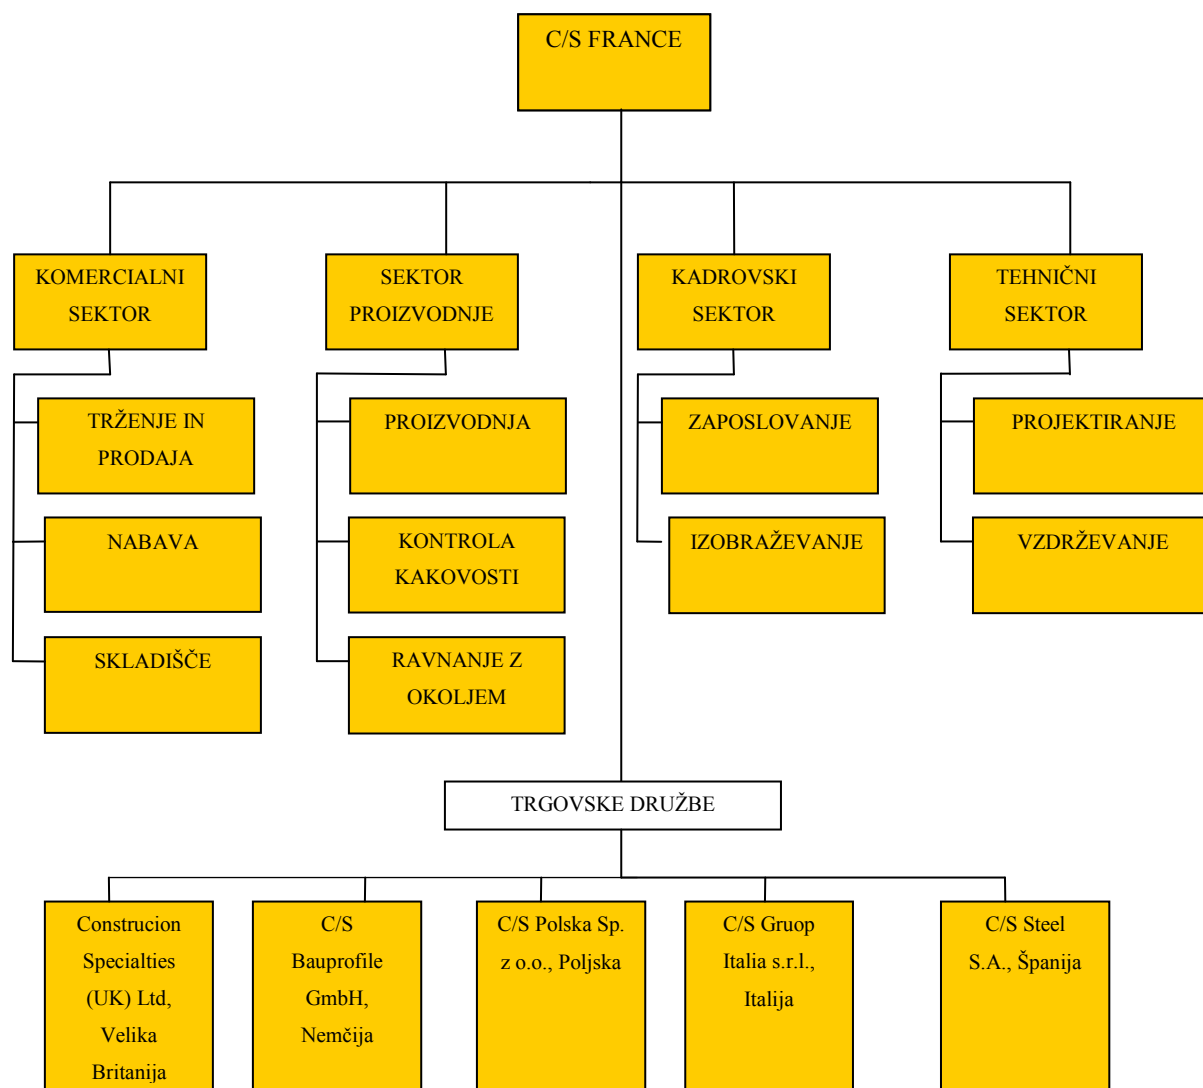 C/S FRANCE
KOMERCIALNI
SEKTOR
SEKTOR
PROIZVODNJE
KADROVSKI
SEKTOR
TEHNIČNI
SEKTOR
TRŽENJE IN
PRODAJA
PROIZVODNJA
ZAPOSLOVANJE
PROJEKTIRANJE
NABAVA
KONTROLA
KAKOVOSTI
IZOBRAŽEVANJE
VZDRŽEVANJE
SKLADIŠČE
RAVNANJE Z
OKOLJEM
TRGOVSKE DRUŽBE
Construcion
Specialties
(UK) Ltd,
Velika
Britanija
C/S
Bauprofile
GmbH,
Nemčija
C/S Polska Sp.
z o.o., Poljska
C/S Gruop
Italia s.r.l.,
Italija
C/S Steel
S.A., Španija